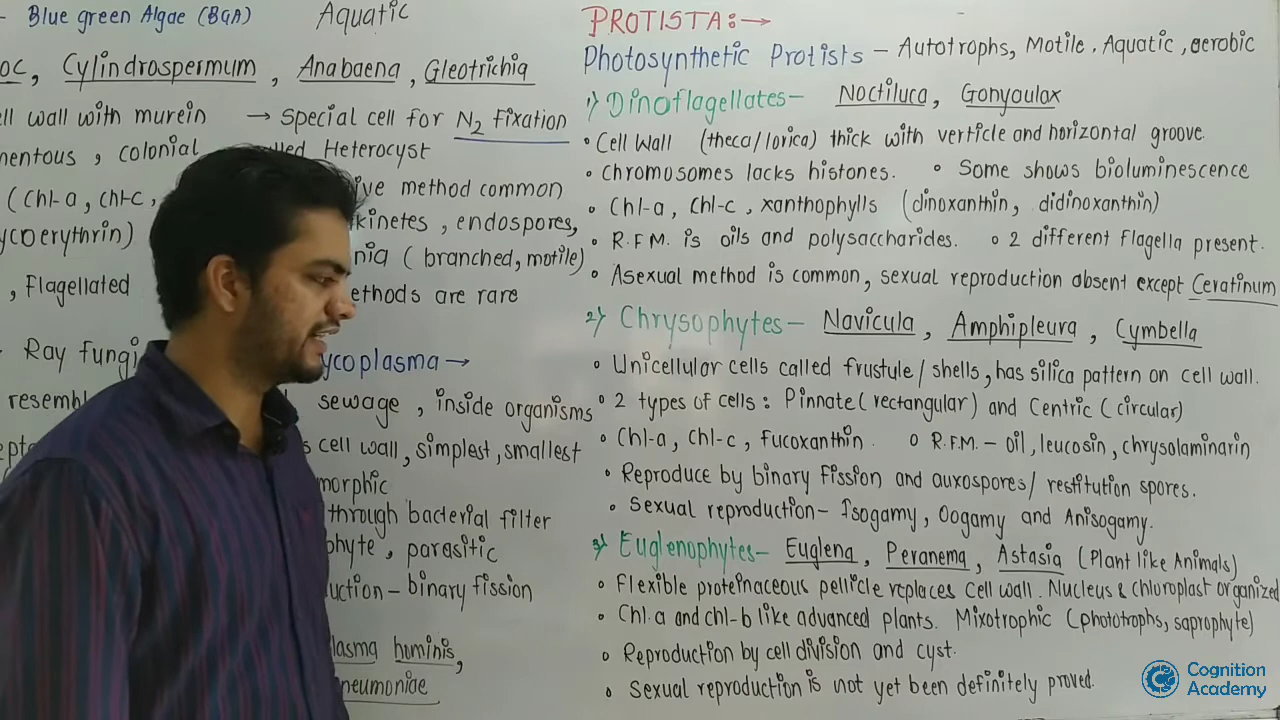 Blue green Algae (BGA) Aquatic
oc, Cylindrospermum, Anabaena, Gleotrichia
ell wall with murein → special cell for N2 fixation
mentous, colonial called Heterocyst
(Chl-a, chl-c, ive method common
ycoerythrin) kinetes, endospores,
nia (branched, motile)
, Flagellated ethods are rare
Ray fungi ycoplasma →
resembl sewage, inside organisms
s cell wall, simplest, smallest
morphic
through bacterial filter
phyte, parasitic
uction - binary fission
lasma hominis,
neumoniae
PROTISTA:→
Photosynthetic Protists - Autotrophs, Motile. Aquatic, aerobic
1) Dinoflagellates - Noctiluca, Gonyaulax
• Cell Wall (theca/lorica) thick with verticle and horizontal groove
• Chromosomes lacks histones. • Some shows bioluminescence
• Chl-a, Chl-c, xanthophylls (dinoxanthin, didinoxanthin)
• R.F.M. is oils and polysaccharides. • 2 different flagella present.
• Asexual method is common, sexual reproduction absent except Ceratinum
2) Chrysophytes - Navicula, Amphipleura, Cymbella
• Unicellular cells called frustule/shells, has silica pattern on cell wall.
• 2 types of cells: Pinnate (rectangular) and Centric (circular)
• Chl-a, Chl-c, Fucoxanthin. • R.F.M. - oil, leucosin, chrysolaminarin
• Reproduce by binary fission and auxospores/restitution spores.
• Sexual reproduction - Isogamy, Oogamy and Anisogamy.
3) Euglenophytes - Euglena, Peranema, Astasia (Plant like Animals)
• Flexible proteinaceous pellicle replaces cell wall. Nucleus & chloroplast organized
• Chl.a and chl-b like advanced plants. Mixotrophic (phototrophs, saprophyte)
• Reproduction by cell division and cyst.
• Sexual reproduction is not yet been definitely proved.
Cognition
Academy